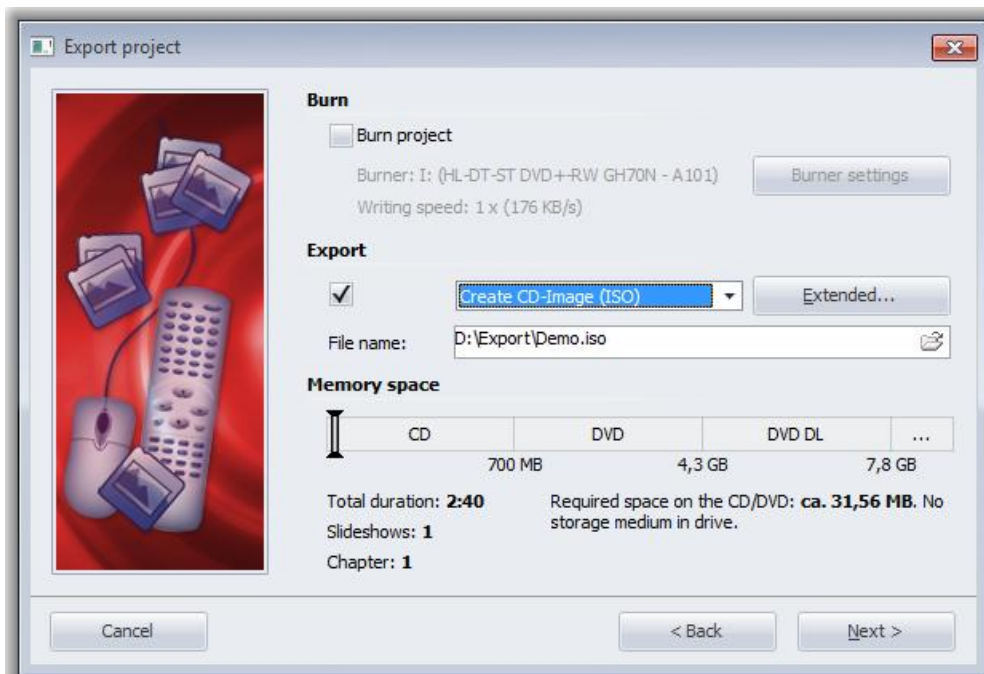 Export project
Burn
Burn project
Burner: I: (HL-DT-ST DVD+-RW GH70N - A101)
Burner settings
Writing speed: 1 x (176 KB/s)
Export
Create CD-Image (ISO)
Extended...
File name:
D:\Export\Demo.iso
Memory space
CD
DVD
DVD DL
...
700 MB
4,3 GB
7,8 GB
Total duration: 2:40
Required space on the CD/DVD: ca. 31,56 MB. No
storage medium in drive.
Slideshows: 1
Chapter: 1
Cancel
< Back
Next >